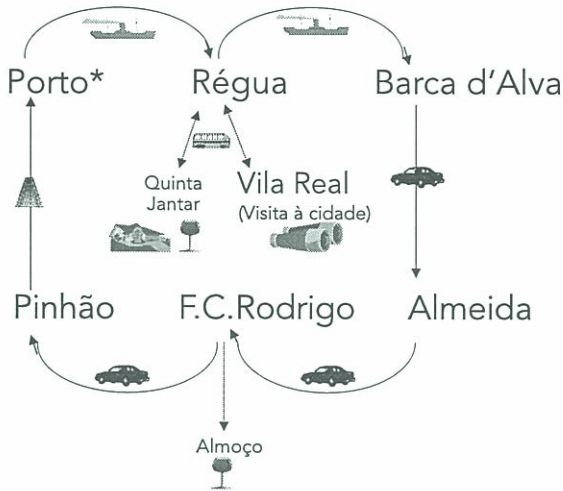 Porto*
Régua
Barca d'Alva
Quinta
Jantar
Vila Real
(Visita à cidade)
Pinhão
F.C.Rodrigo
Almeida
Almoço